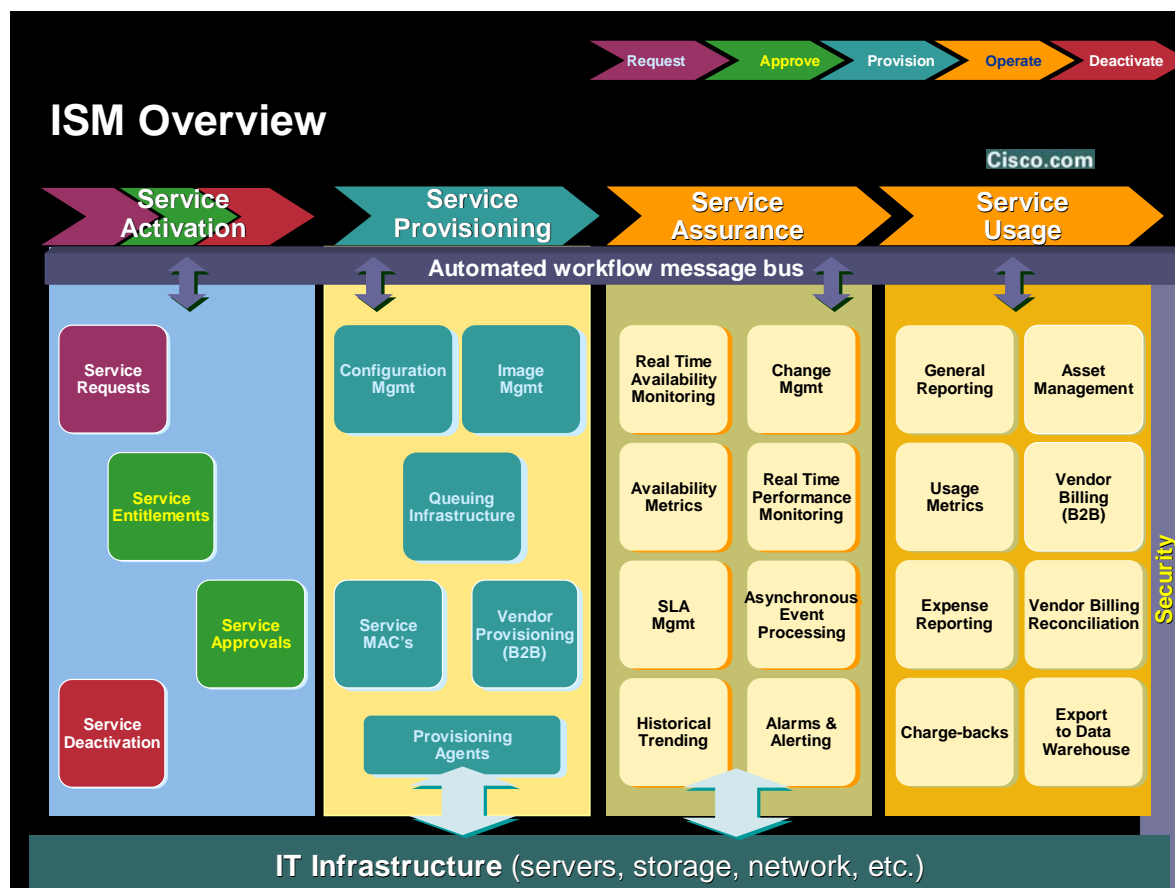 Request
Approve
Provision
Operate
Deactivate
ISM Overview
Cisco.com
Service
Activation
Service
Provisioning
Service
Assurance
Service
Usage
Automated workflow message bus
Service
Requests
Service
Entitlements
Service
Approvals
Service
Deactivation
Configuration
Mgmt
Image
Mgmt
Queuing
Infrastructure
Service
MAC's
Vendor
Provisioning
(B2B)
Provisioning
Agents
Real Time
Availability
Monitoring
Change
Mgmt
Availability
Metrics
Real Time
Performance
Monitoring
SLA
Mgmt
Asynchronous
Event
Processing
Historical
Trending
Alarms &
Alerting
General
Reporting
Asset
Management
Usage
Metrics
Vendor
Billing
(B2B)
Expense
Reporting
Vendor Billing
Reconciliation
Charge-backs
Export
to Data
Warehouse
Security
IT Infrastructure (servers, storage, network, etc.)